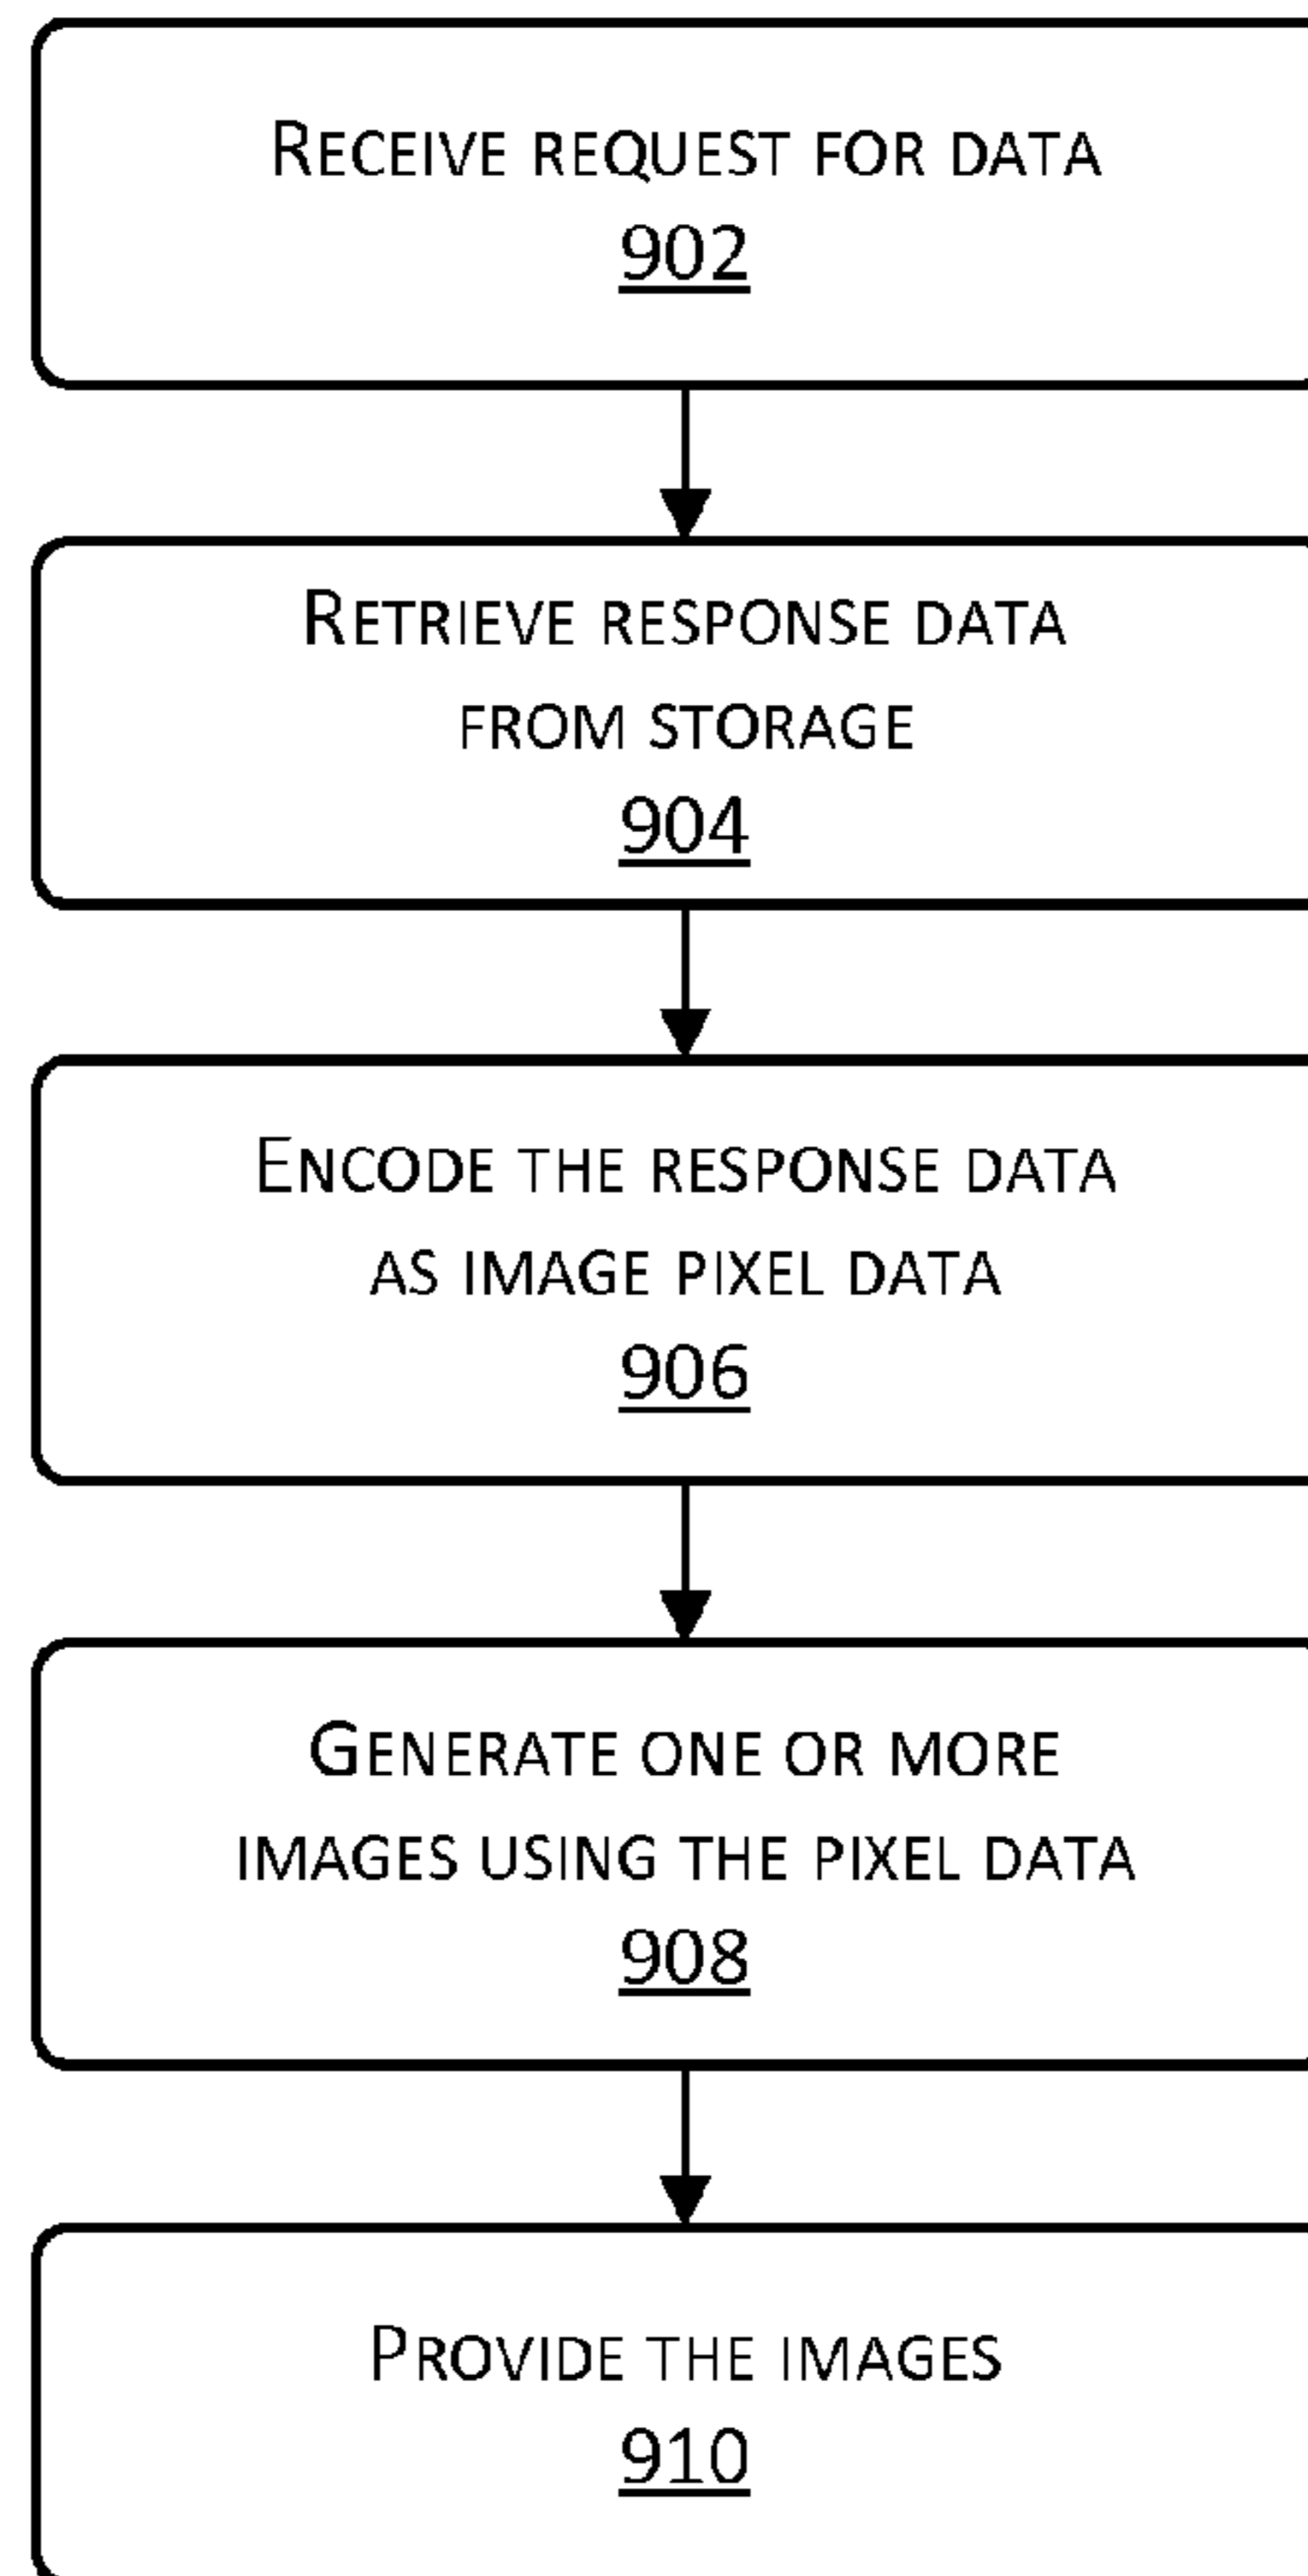 RECEIVE REQUEST FOR DATA
902
RETRIEVE RESPONSE DATA
FROM STORAGE
904
ENCODE THE RESPONSE DATA
AS IMAGE PIXEL DATA
906
GENERATE ONE OR MORE
IMAGES USING THE PIXEL DATA
908
PROVIDE THE IMAGES
910